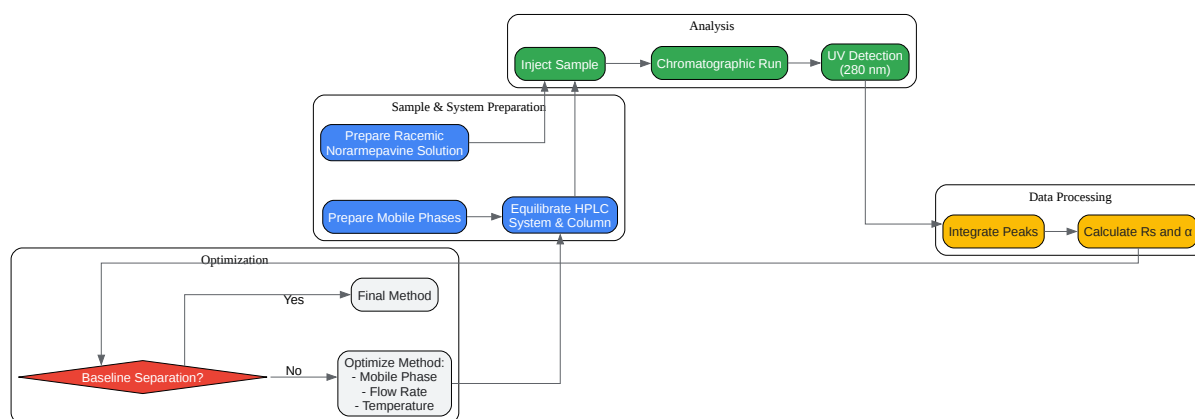 Analysis
Inject Sample
Chromatographic Run
UV Detection
(280 nm)
Sample & System Preparation
Prepare Racemic
Norarmepavine Solution
Prepare Mobile Phases
Equilibrate HPLC
System & Column
Data Processing
Integrate Peaks
Calculate Rs and α
Optimization
Yes
Final Method
Baseline Separation?
No
Optimize Method:
- Mobile Phase
- Flow Rate
- Temperature